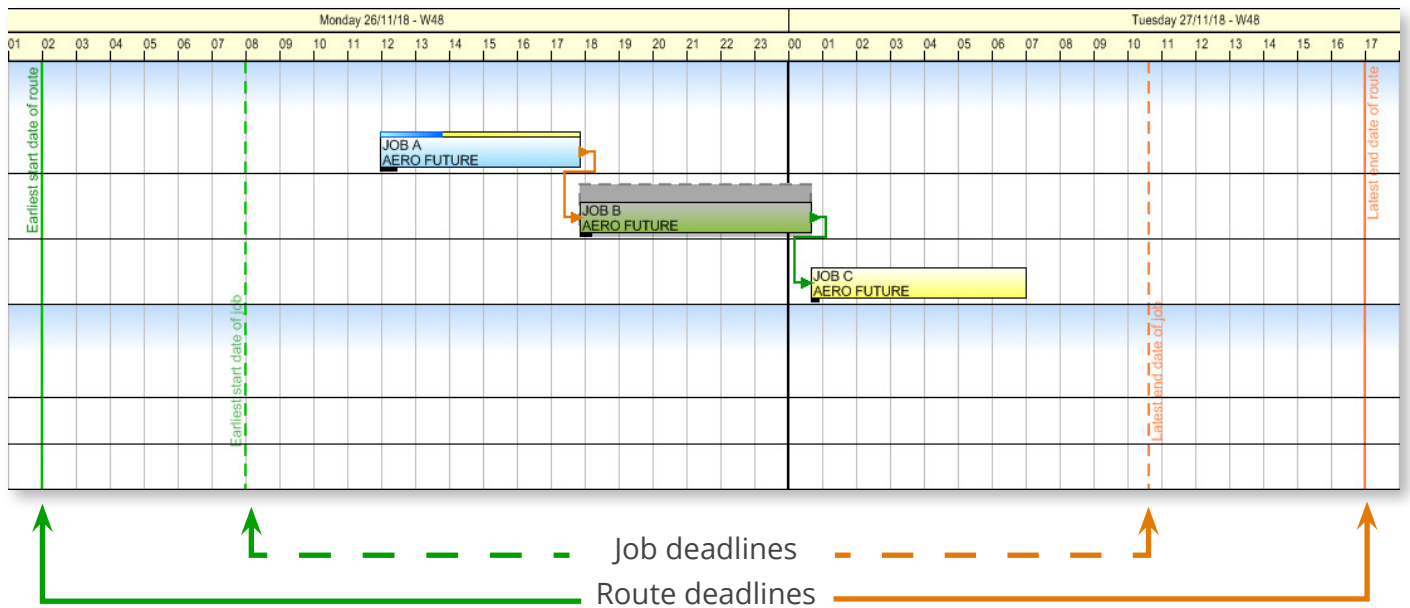 Monday 26/11/18 - W48 Tuesday 27/11/18 - W48
01 02 03 04 05 06 07 08 09 10 11 12 13 14 15 16 17 18 19 20 21 22 23 00 01 02 03 04 05 06 07 08 09 10 11 12 13 14 15 16 17
Earliest start date of route
Latest end date of route
JOB A
AERO FUTURE
JOB B
AERO FUTURE
JOB C
AERO FUTURE
Earliest start date of job
Latest end date of job
Job deadlines
Route deadlines